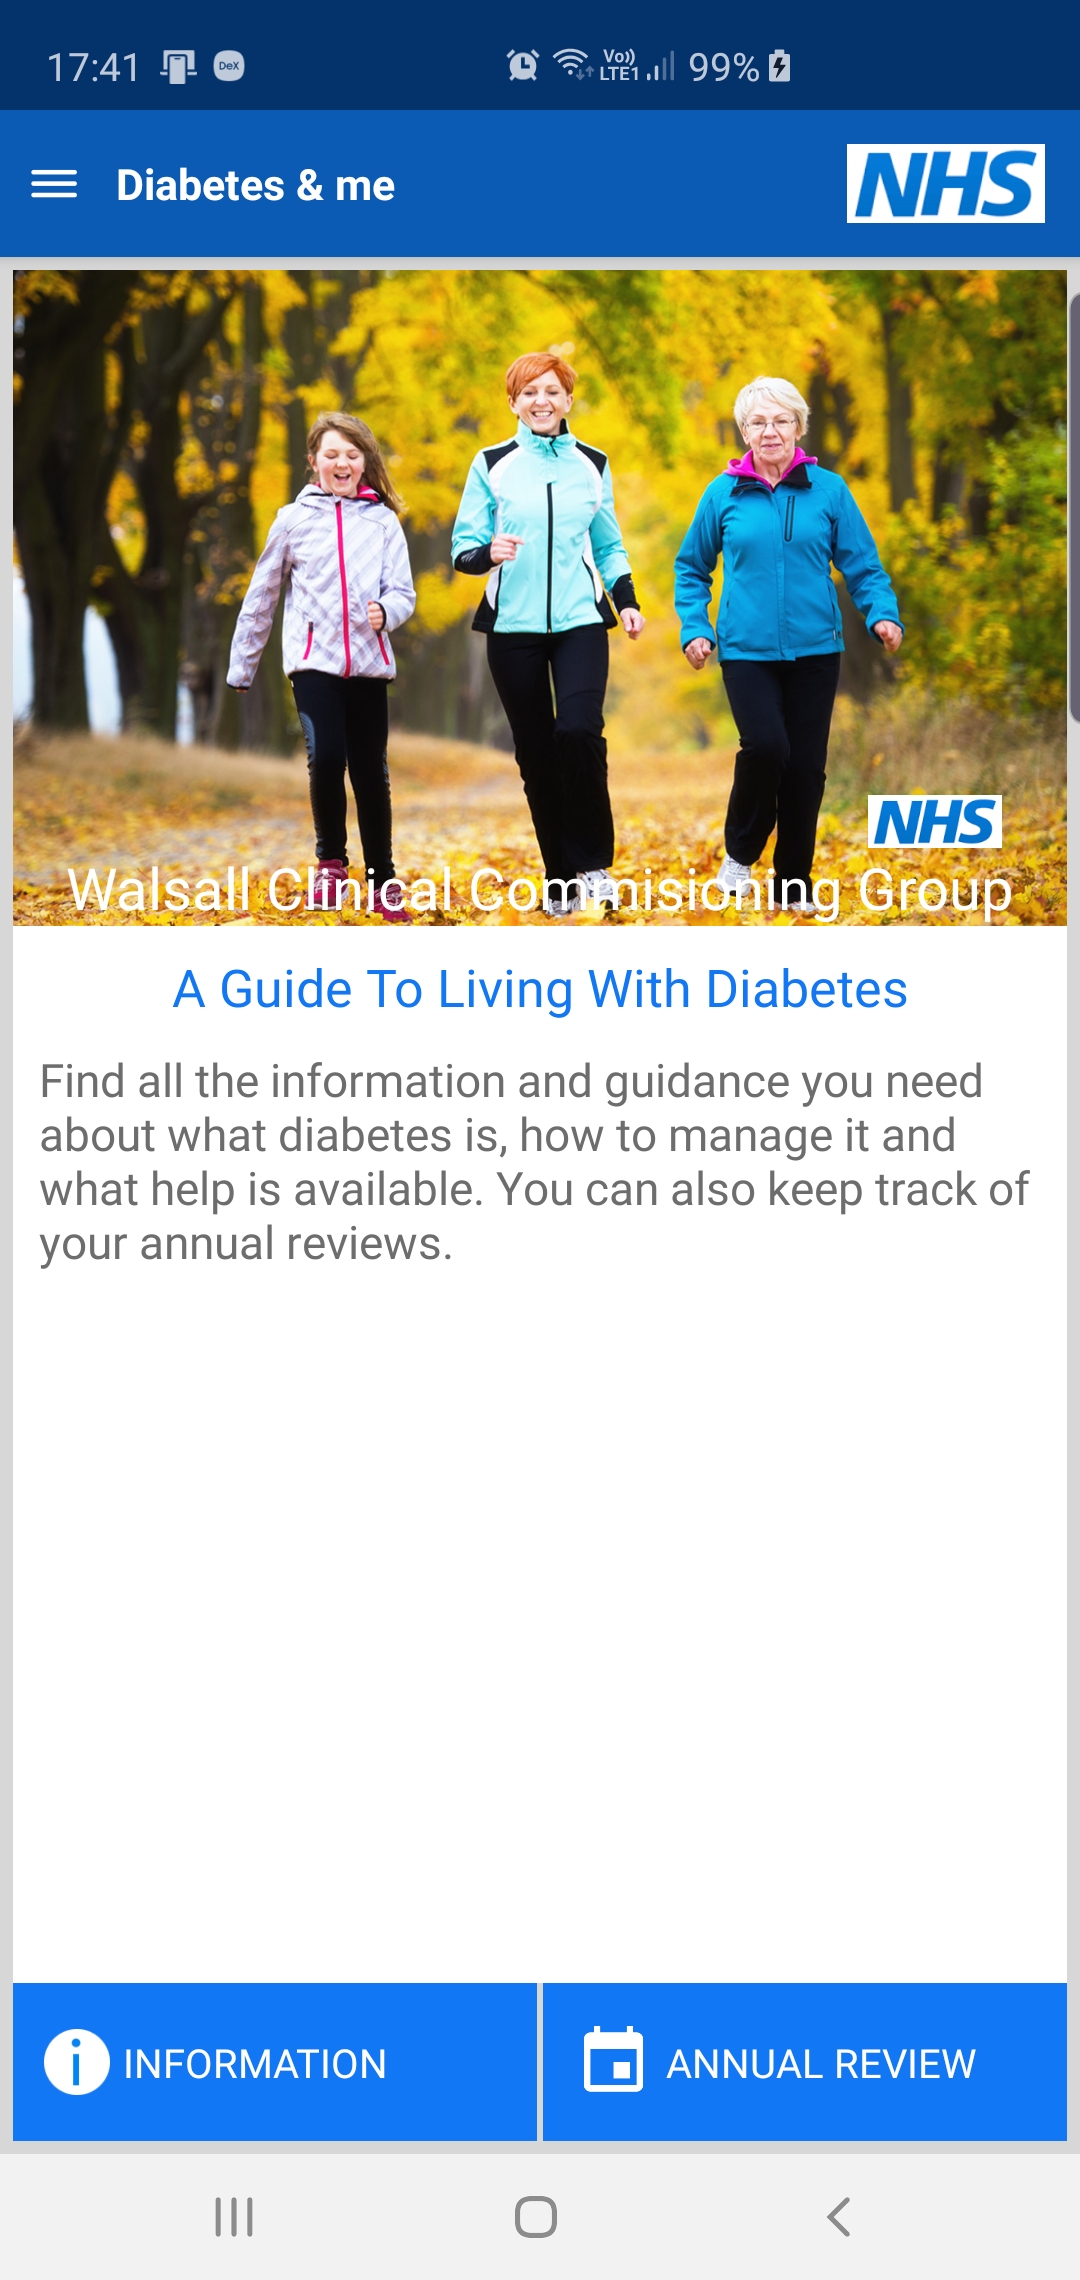 17:41 DeX Vo)) LTE1 99%
Diabetes & me NHS
NHS
Walsall Clinical Commisioning Group
A Guide To Living With Diabetes
Find all the information and guidance you need
about what diabetes is, how to manage it and
what help is available. You can also keep track of
your annual reviews.
INFORMATION ANNUAL REVIEW